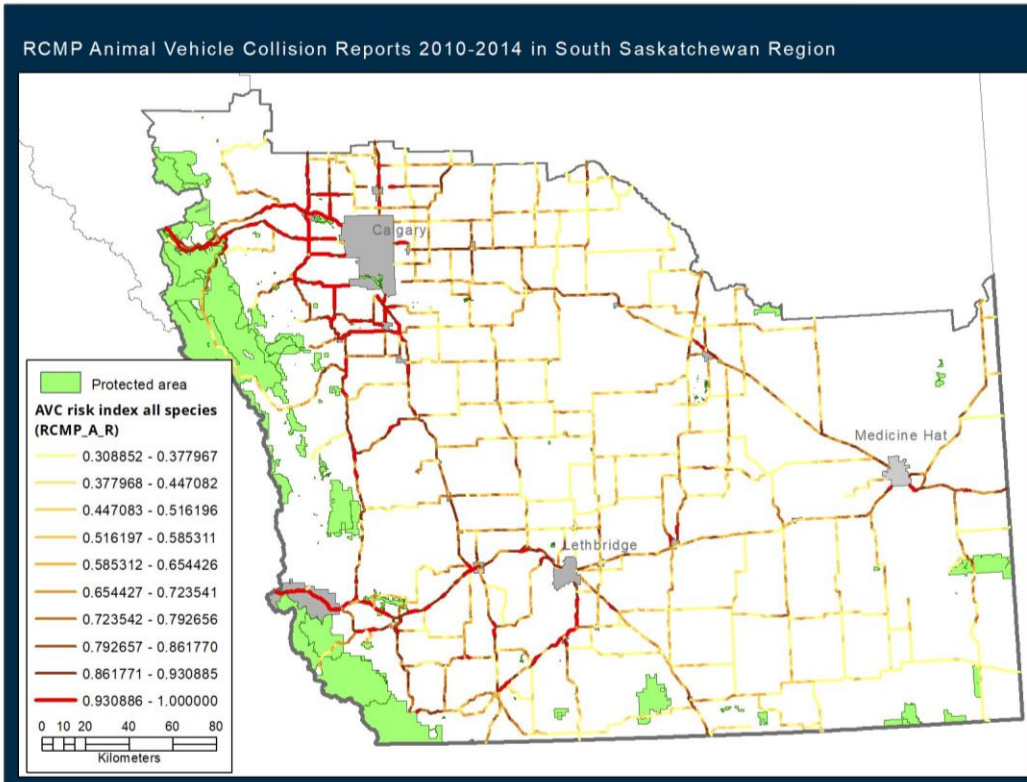 RCMP Animal Vehicle Collision Reports 2010-2014 in South Saskatchewan Region
Calgary
Medicine Hat
Lethbridge
Protected area
AVC risk index all species
(RCMP_A_R)
0.308852 - 0.377967
0.377968 - 0.447082
0.447083 - 0.516196
0.516197 - 0.585311
0.585312 - 0.654426
0.654427 - 0.723541
0.723542 - 0.792656
0.792657 - 0.861770
0.861771 - 0.930885
0.930886 - 1.000000
0 10 20 40 60 80
Kilometers